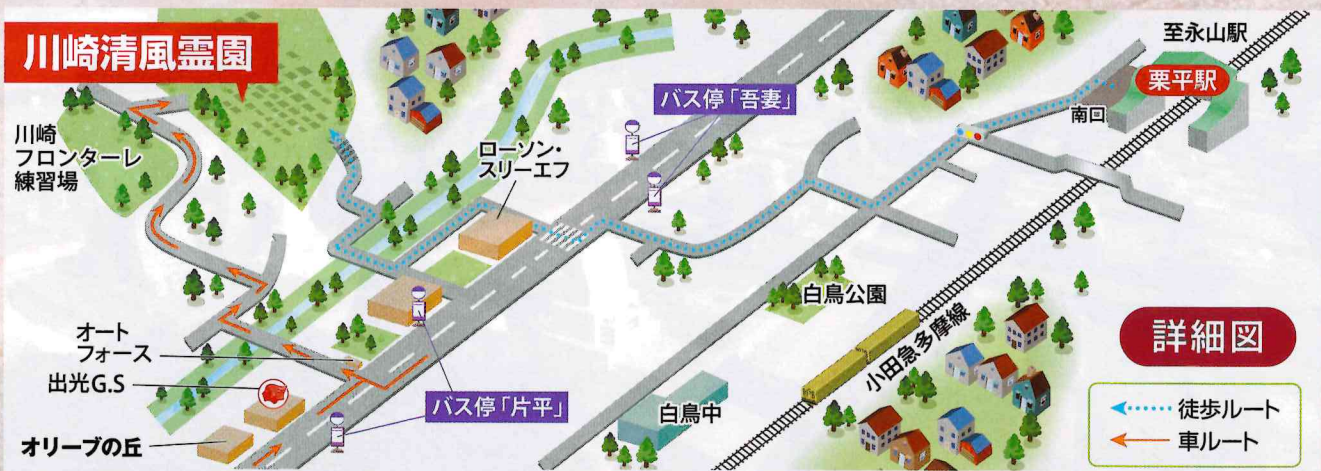 川崎清風霊園
至永山駅
栗平駅
南口
バス停「吾妻」
川崎
フロンターレ
練習場
ローソン・
スリーエフ
白鳥公園
小田急多摩線
詳細図
オート
フォース
出光G.S
バス停「片平」
白鳥中
オリーブの丘
徒歩ルート
車ルート